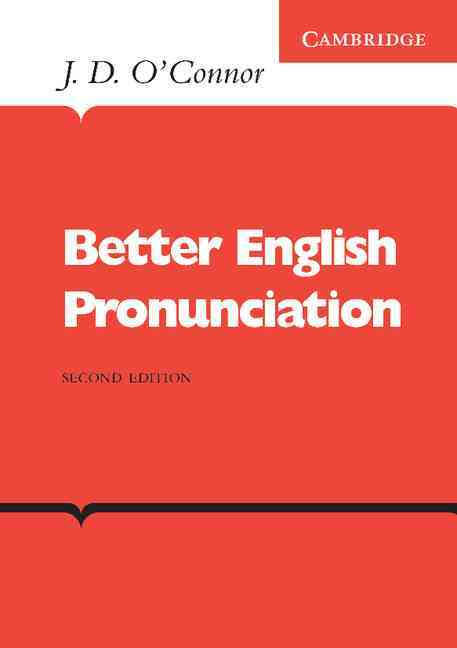 CAMBRIDGE
J. D. O'Connor
Better English
Pronunciation
SECOND EDITION